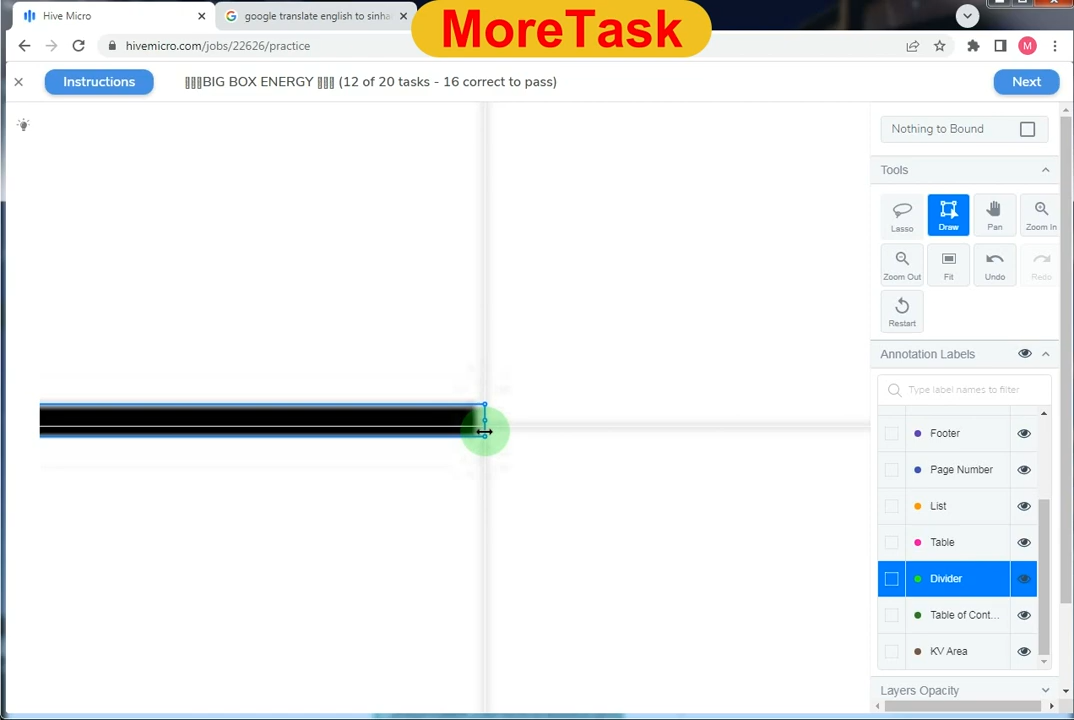 Hive Micro
google translate english to sinha
MoreTask
hivemicro.com/jobs/22626/practice
M
Instructions
BIG BOX ENERGY (12 of 20 tasks - 16 correct to pass)
Next
Nothing to Bound
Tools
Lasso
Draw
Pan
Zoom In
Zoom Out
Fit
Undo
Redo
Restart
Annotation Labels
Type label names to filter
Footer
Page Number
List
Table
Divider
Table of Cont...
KV Area
Layers Opacity